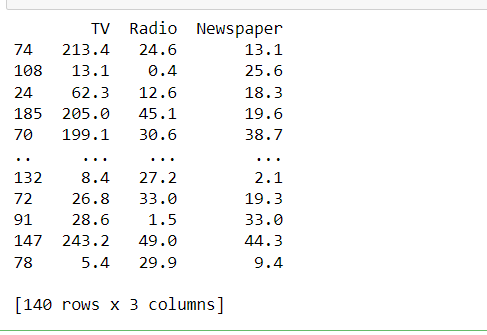 TV Radio Newspaper
74 213.4 24.6 13.1
108 13.1 0.4 25.6
24 62.3 12.6 18.3
185 205.0 45.1 19.6
70 199.1 30.6 38.7
.. ... ... ...
132 8.4 27.2 2.1
72 26.8 33.0 19.3
91 28.6 1.5 33.0
147 243.2 49.0 44.3
78 5.4 29.9 9.4
[140 rows x 3 columns]